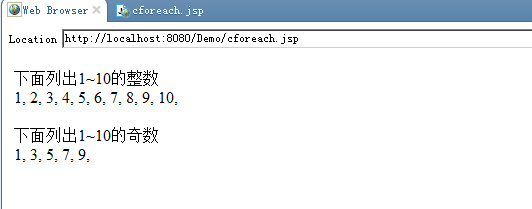 Web Browser
cforeach.jsp
Location http://localhost:8080/Demo/cforeach.jsp
下面列出1~10的整数
1, 2, 3, 4, 5, 6, 7, 8, 9, 10,
下面列出1~10的奇数
1, 3, 5, 7, 9,